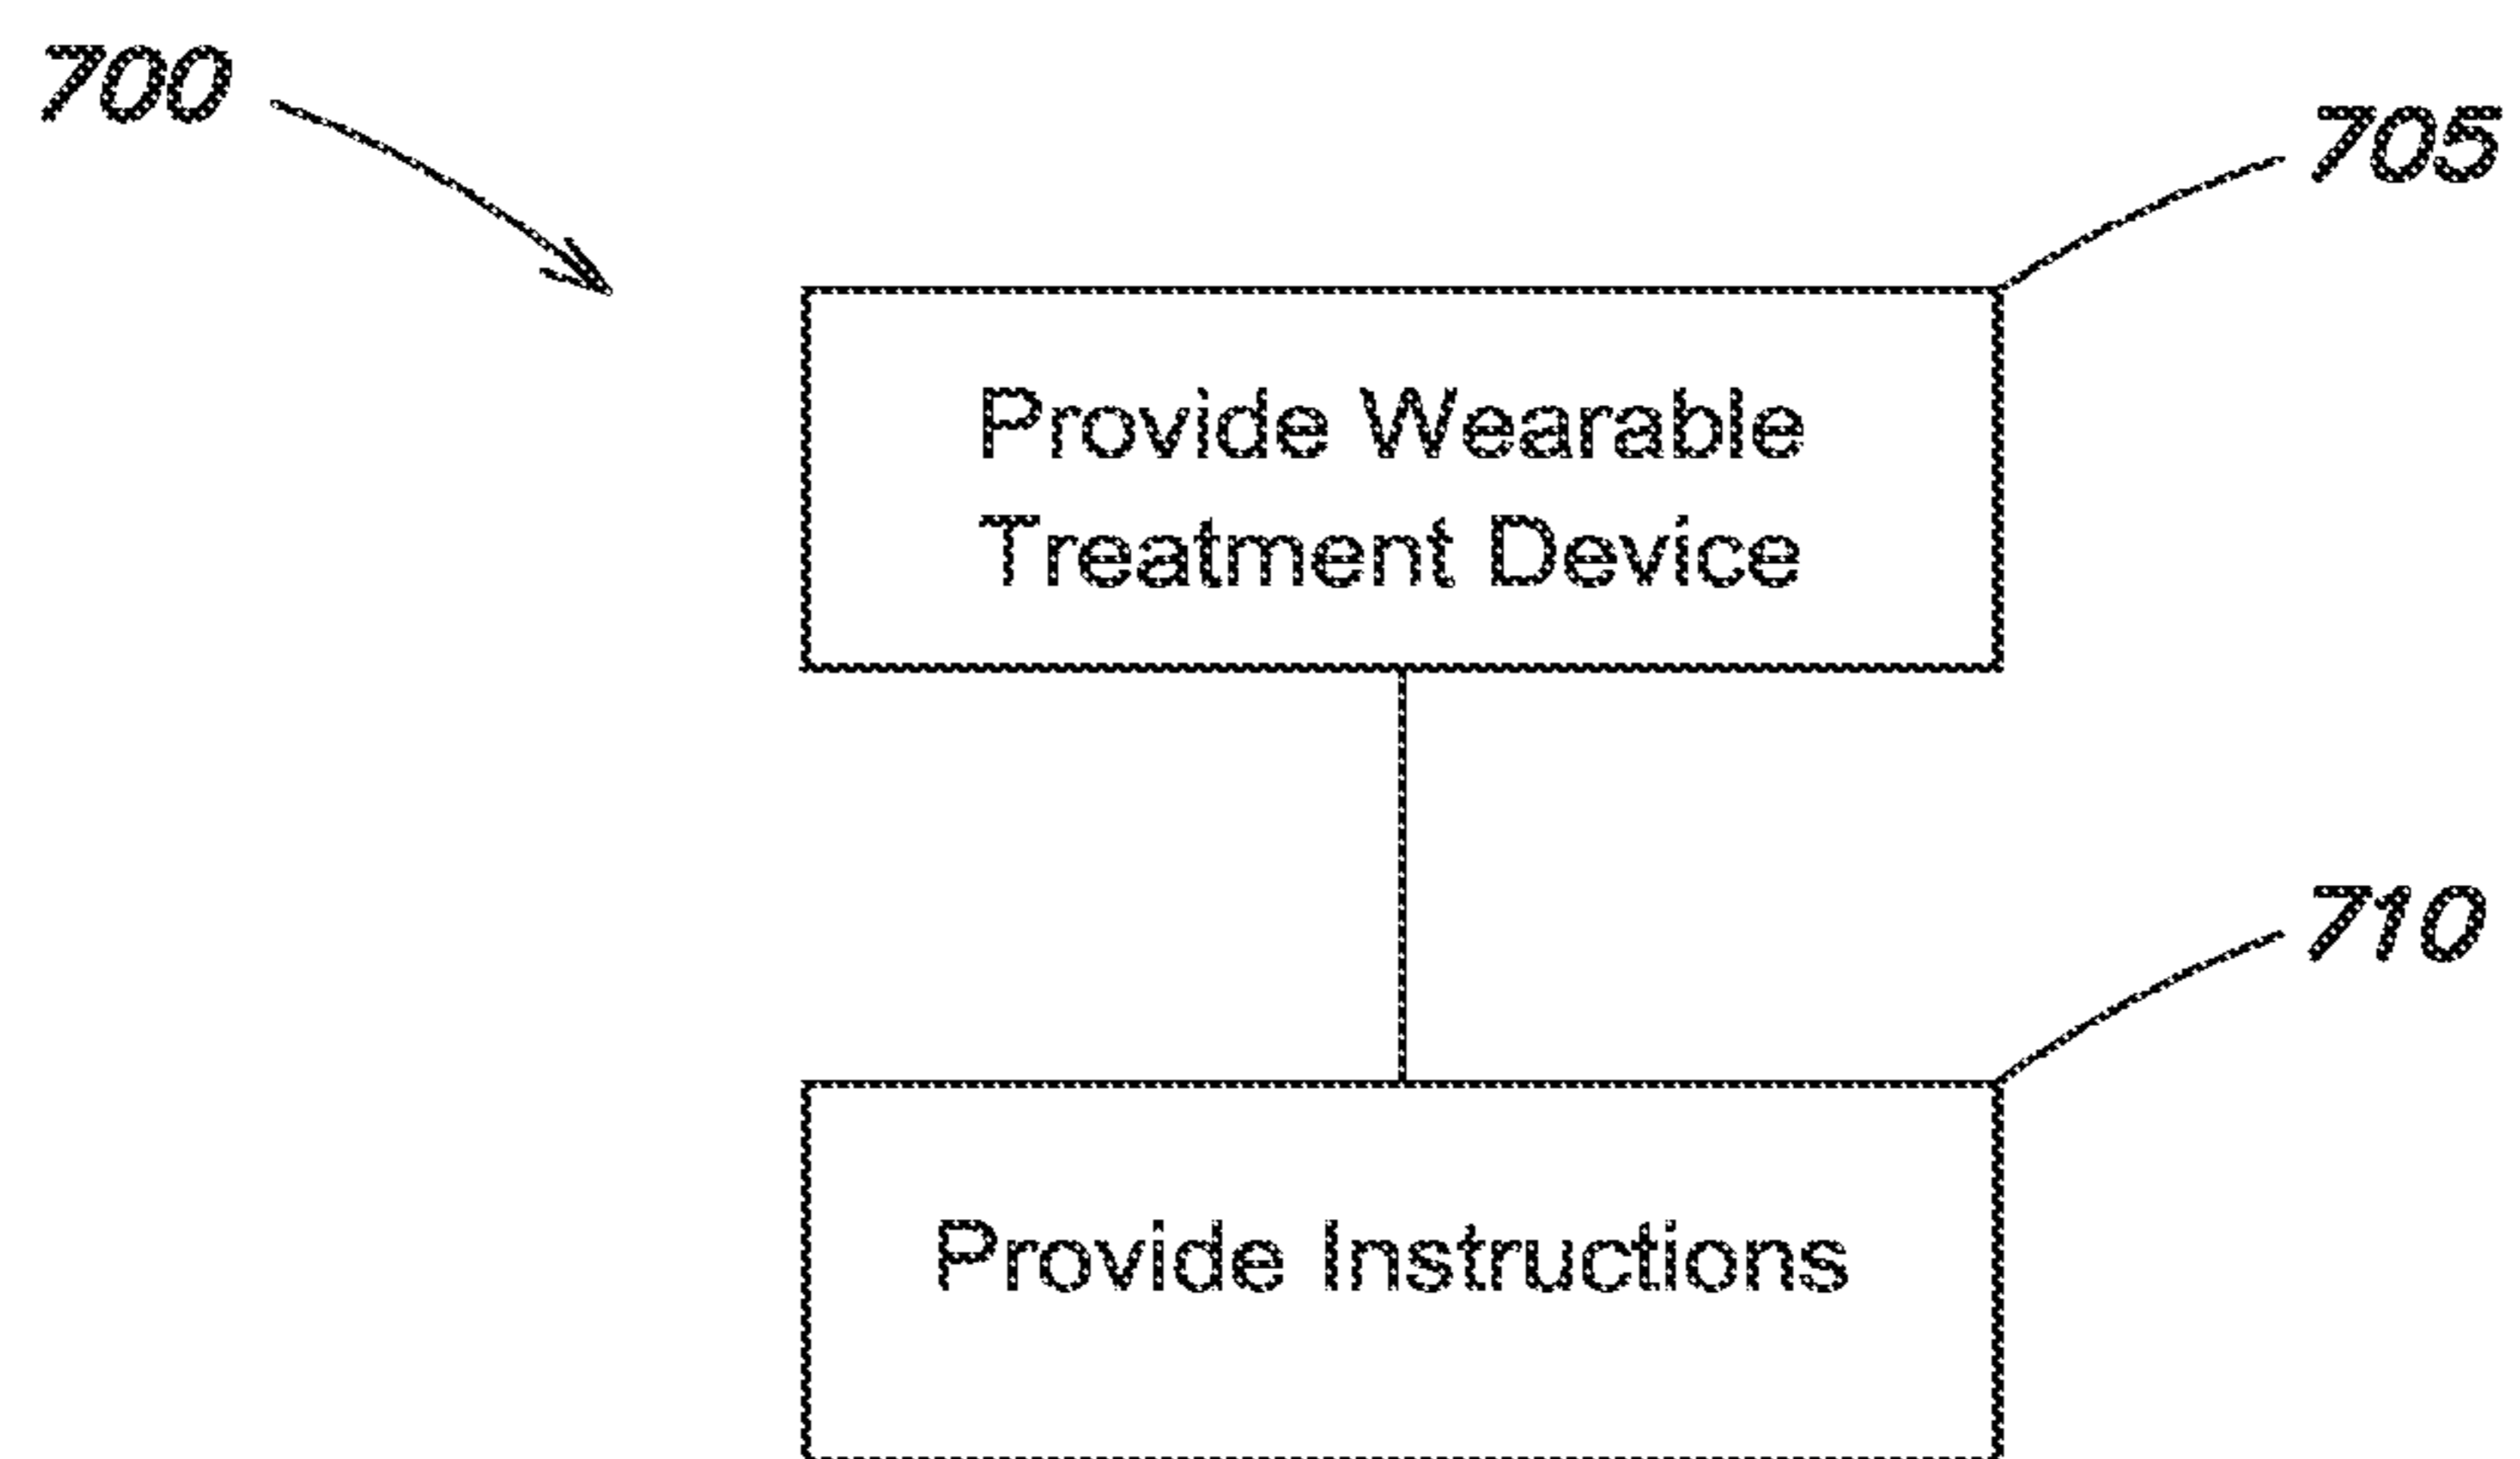 700
705
Provide Wearable
Treatment Device
710
Provide Instructions